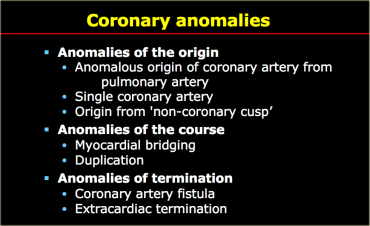 Coronary anomalies
▪ Anomalies of the origin
• Anomalous origin of coronary artery from
pulmonary artery
• Single coronary artery
• Origin from 'non-coronary cusp’
▪ Anomalies of the course
• Myocardial bridging
• Duplication
▪ Anomalies of termination
• Coronary artery fistula
• Extracardiac termination